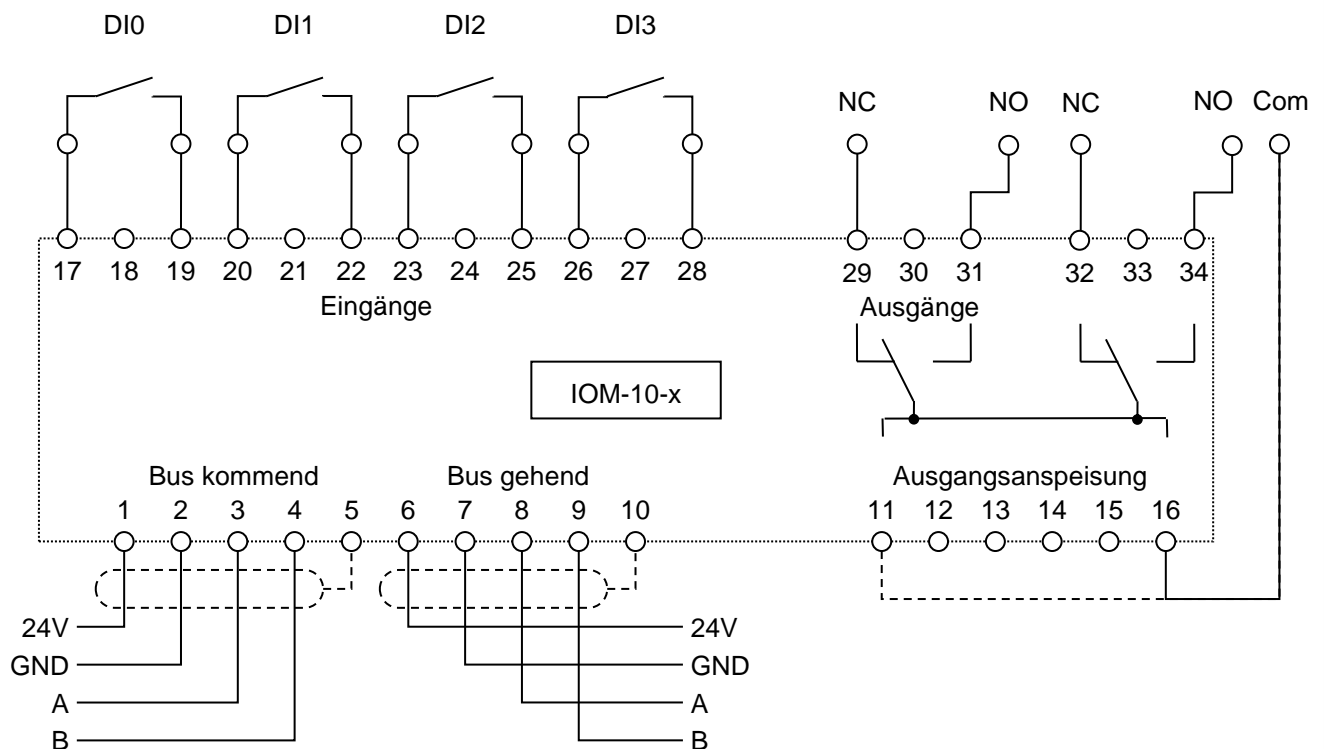 DI0 DI1 DI2 DI3
NC NO NC NO Com
17 18 19 20 21 22 23 24 25 26 27 28 29 30 31 32 33 34
Eingänge Ausgänge
IOM-10-x
Bus kommend Bus gehend Ausgangsanspeisung
1 2 3 4 5 6 7 8 9 10 11 12 13 14 15 16
24V 24V
GND GND
A A
B B